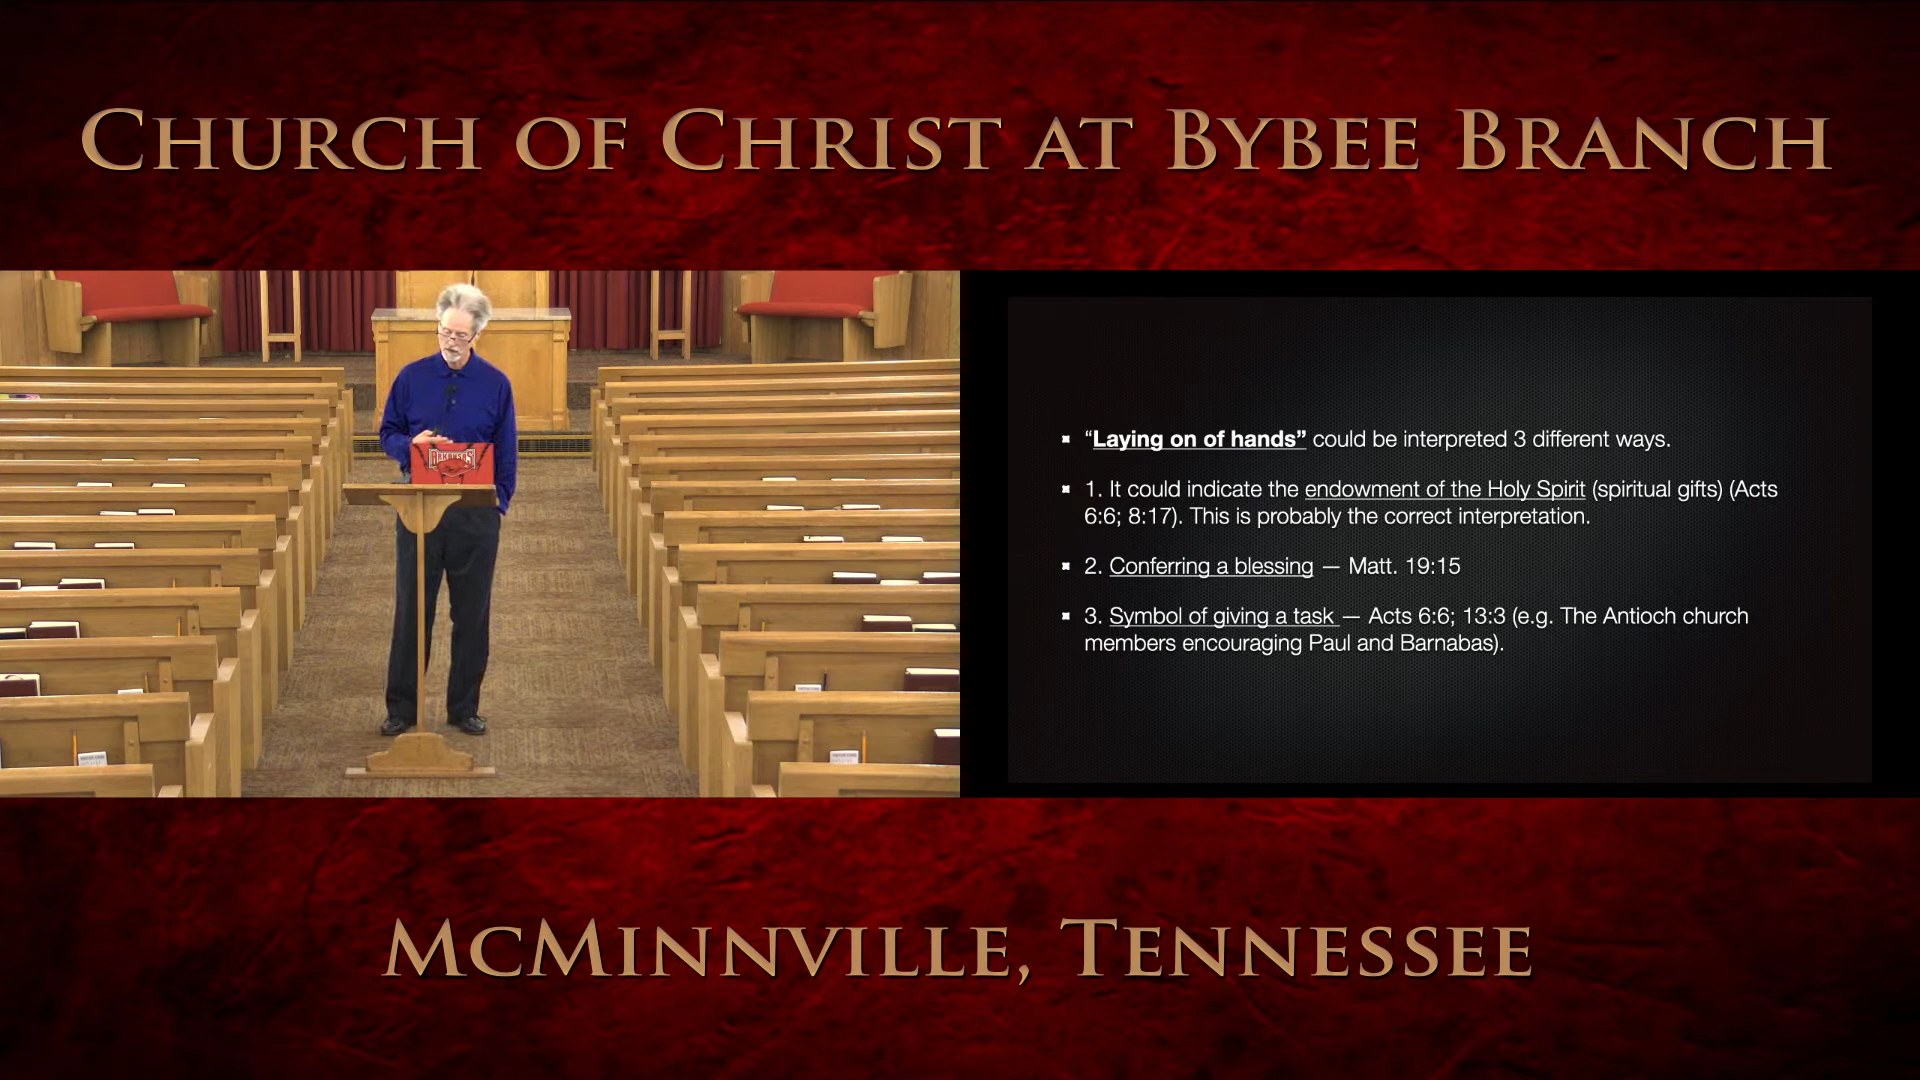 CHURCH OF CHRIST AT BYBEE BRANCH
ARKANSAS
“Laying on of hands” could be interpreted 3 different ways.
1. It could indicate the endowment of the Holy Spirit (spiritual gifts) (Acts
6:6; 8:17). This is probably the correct interpretation.
2. Conferring a blessing — Matt. 19:15
3. Symbol of giving a task — Acts 6:6; 13:3 (e.g. The Antioch church
members encouraging Paul and Barnabas).
MCMINNVILLE, TENNESSEE